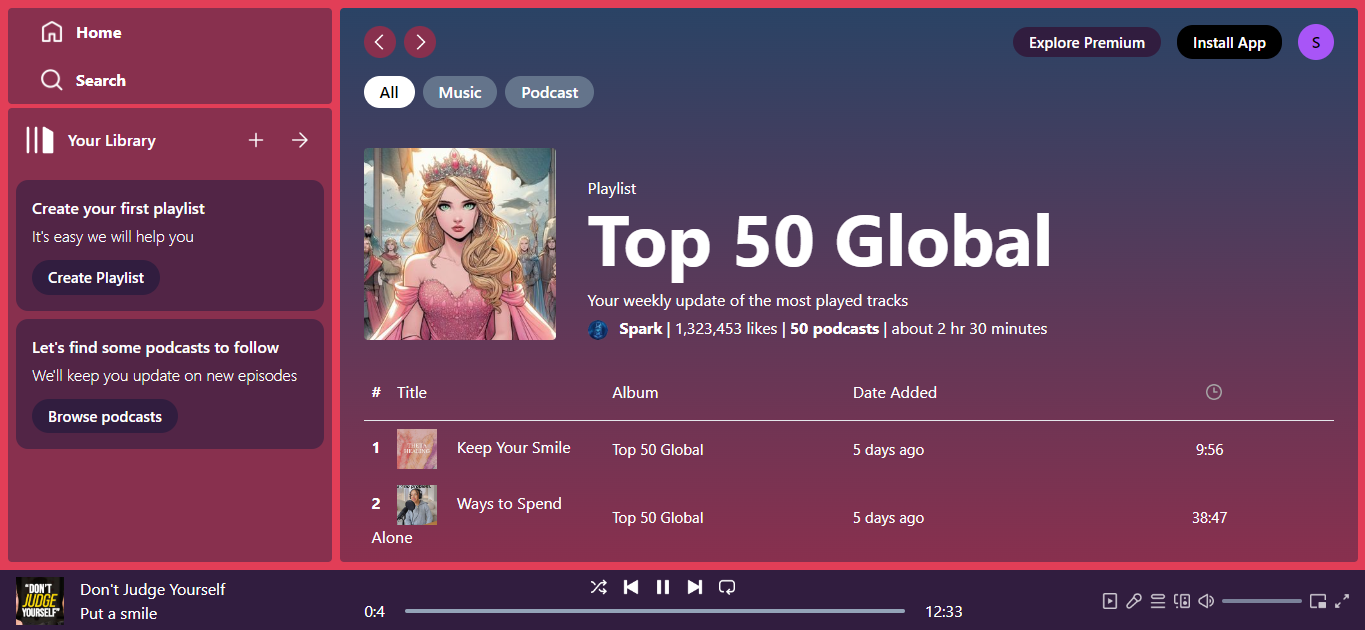 Home
Search
Your Library
Create your first playlist
It's easy we will help you
Create Playlist
Let's find some podcasts to follow
We'll keep you update on new episodes
Browse podcasts
Explore Premium
Install App
S
All
Music
Podcast
Playlist
Top 50 Global
Your weekly update of the most played tracks
Spark | 1,323,453 likes | 50 podcasts | about 2 hr 30 minutes
# Title Album Date Added
1 Keep Your Smile Top 50 Global 5 days ago 9:56
2 Ways to Spend
Alone Top 50 Global 5 days ago 38:47
"DON'T
JUDGE
YOURSELF"
Don't Judge Yourself
Put a smile
0:4
12:33